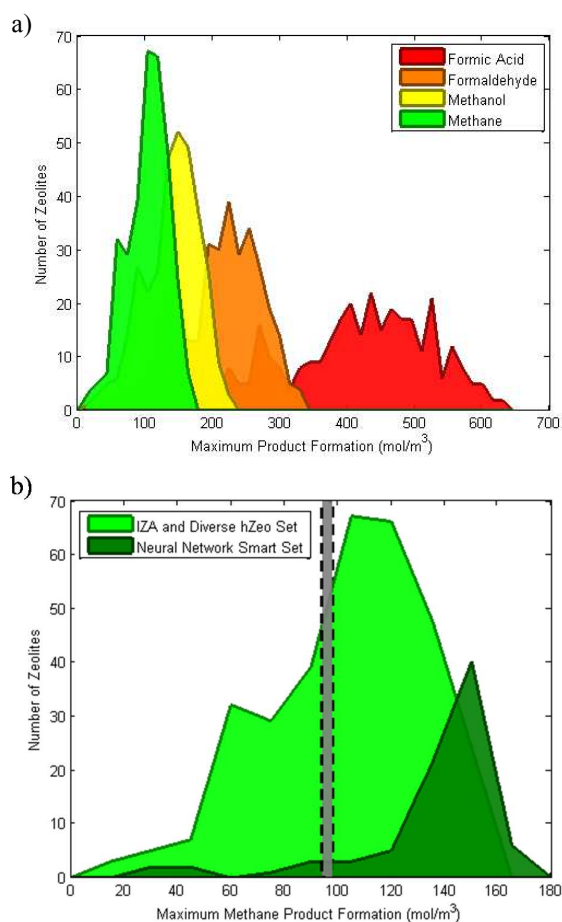 a)
70
60
50
40
30
20
10
0
Number of Zeolites
Formic Acid
Formaldehyde
Methanol
Methane
0 100 200 300 400 500 600 700
Maximum Product Formation (mol/m³)
b)
70
60
50
40
30
20
10
0
Number of Zeolites
IZA and Diverse hZeo Set
Neural Network Smart Set
0 20 40 60 80 100 120 140 160 180
Maximum Methane Product Formation (mol/m³)